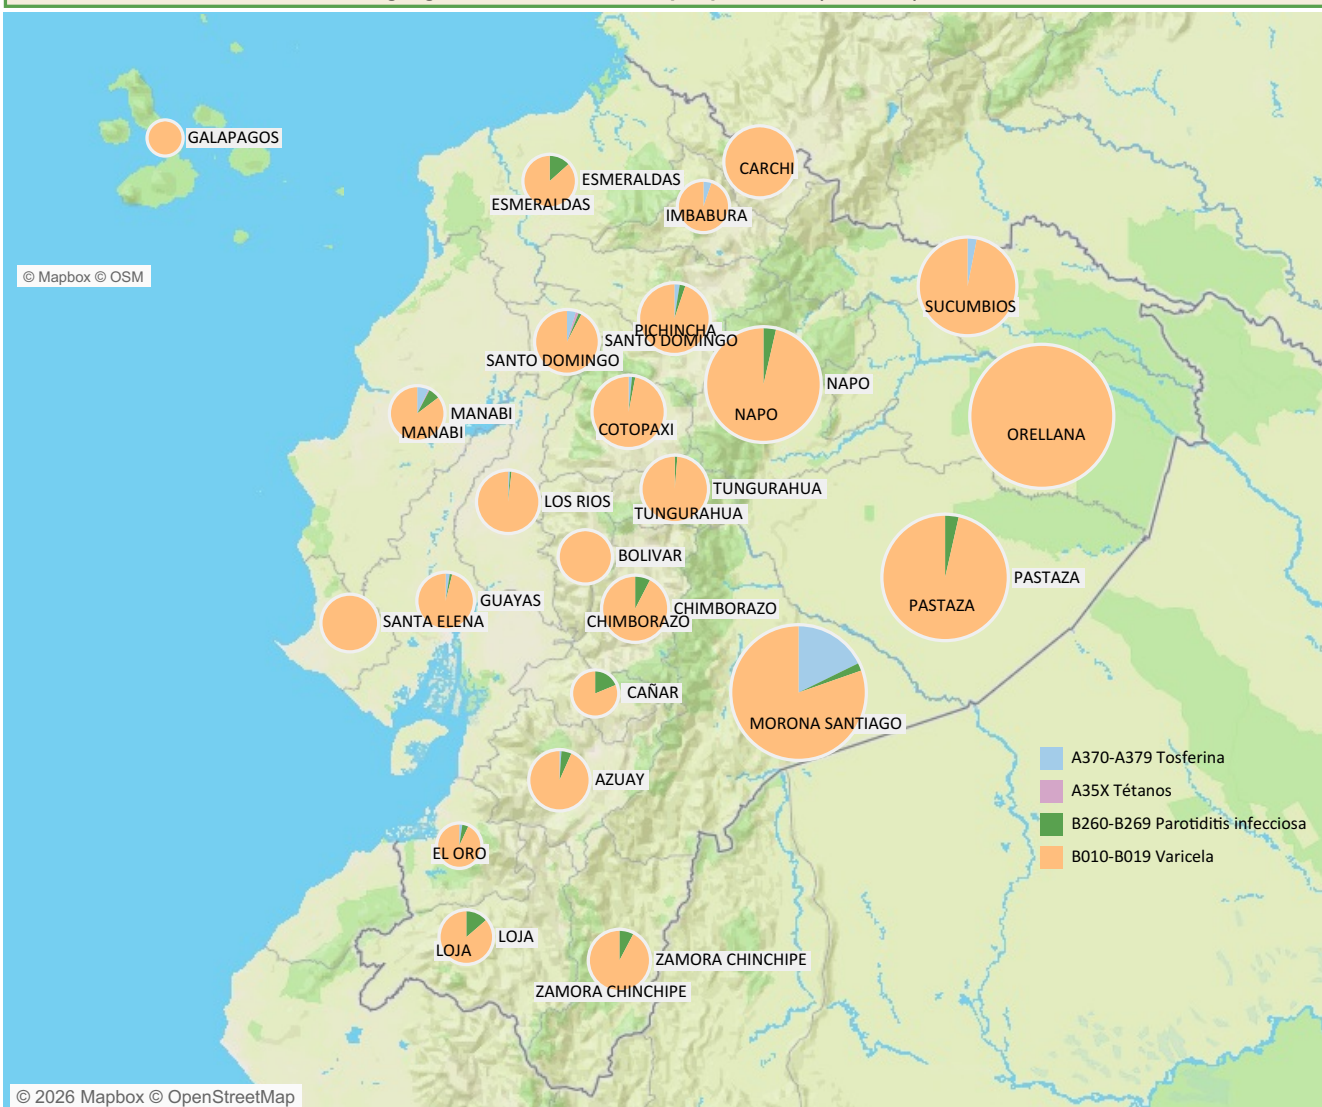 GALAPAGOS
CARCHI
ESMERALDAS
ESMERALDAS
IMBABURA
© Mapbox © OSM
SUCUMBIOS
PICHINCHA
SANTO DOMINGO
SANTO DOMINGO
NAPO
NAPO
MANABI
MANABI
COTOPAXI
ORELLANA
TUNGURAHUA
LOS RIOS
TUNGURAHUA
BOLIVAR
PASTAZA
PASTAZA
GUAYAS
CHIMBORAZO
SANTA ELENA
CHIMBORAZO
CAÑAR
MORONA SANTIAGO
A370-A379 Tosferina
AZUAY
A35X Tétanos
B260-B269 Parotiditis infecciosa
EL ORO
B010-B019 Varicela
LOJA
LOJA
ZAMORA CHINCHIPE
ZAMORA CHINCHIPE
© 2026 Mapbox © OpenStreetMap